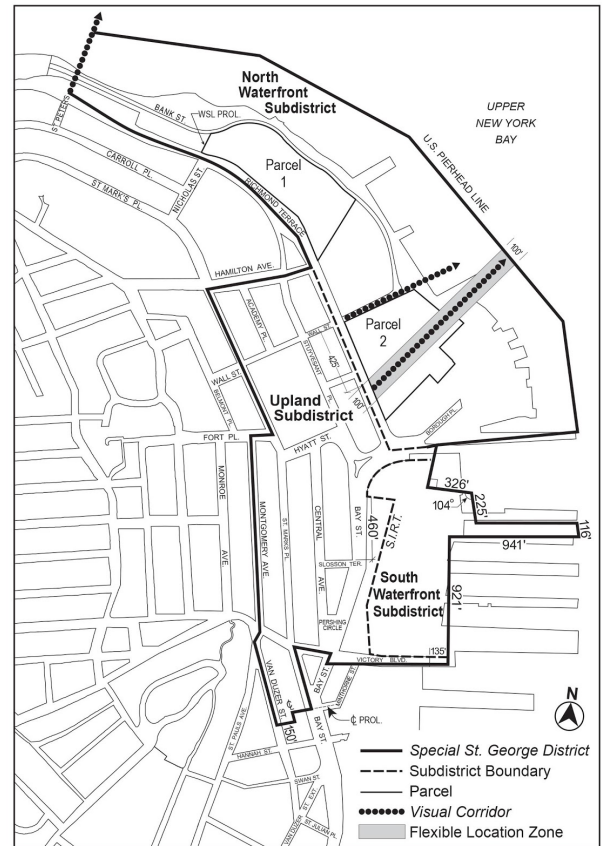 North
Waterfront
Subdistrict
UPPER
NEW YORK
BAY
U.S. PIERHEAD LINE
ST. PETERS
BANK ST.
WSL PROL.
CARROLL PL.
ST. MARK'S PL.
NICHOLAS ST
RICHMOND TERRACE
Parcel
1
100'
HAMILTON AVE.
ACADEMY PL.
WALL ST.
STUYVESANT PL.
425'
Parcel
2
WALL ST.
BELMONT PL.
Upland
Subdistrict
100'
BOROUGH PL.
FORT PL.
HYATT ST.
MONROE
AVE.
MONTGOMERY AVE.
ST. MARKS PL.
CENTRAL
AVE.
BAY ST.
460'
S.I.R.T.
326'
104°
225'
116'
941'
921'
SLOSSON TER.
PERSHING
CIRCLE
South
Waterfront
Subdistrict
135'
VICTORY BLVD.
VAN DUZER ST.
BAY ST.
MINTHORNE ST.
ST. PAULS AVE.
150'
BAY ST.
℄ PROL.
HANNAH ST.
SWAN ST.
VAN DUZER ST. EXT.
ST JULIAN PL.
N
Special St. George District
Subdistrict Boundary
Parcel
Visual Corridor
Flexible Location Zone